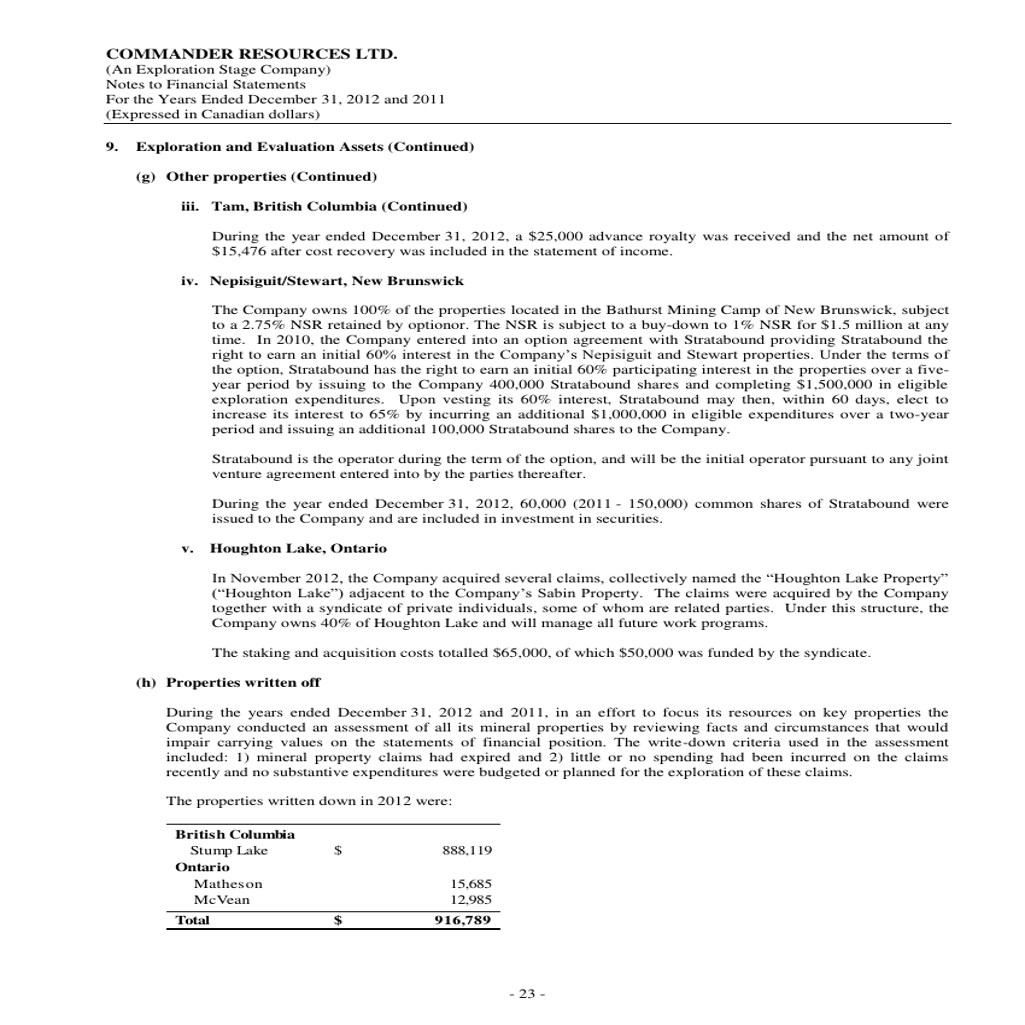 COMMANDER RESOURCES LTD.
(An Exploration Stage Company)
Notes to Financial Statements
For the Years Ended December 31, 2012 and 2011
(Expressed in Canadian dollars)
9. Exploration and Evaluation Assets (Continued)
(g) Other properties (Continued)
iii. Tam, British Columbia (Continued)
During the year ended December 31, 2012, a $25,000 advance royalty was received and the net amount of
$15,476 after cost recovery was included in the statement of income.
iv. Nepisiguit/Stewart, New Brunswick
The Company owns 100% of the properties located in the Bathurst Mining Camp of New Brunswick, subject
to a 2.75% NSR retained by optionor. The NSR is subject to a buy-down to 1% NSR for $1.5 million at any
time. In 2010, the Company entered into an option agreement with Stratabound providing Stratabound the
right to earn an initial 60% interest in the Company's Nepisiguit and Stewart properties. Under the terms of
the option, Stratabound has the right to earn an initial 60% participating interest in the properties over a five-
year period by issuing to the Company 400,000 Stratabound shares and completing $1,500,000 in eligible
exploration expenditures. Upon vesting its 60% interest, Stratabound may then, within 60 days, elect to
increase its interest to 65% by incurring an additional $1,000,000 in eligible expenditures over a two-year
period and issuing an additional 100,000 Stratabound shares to the Company.
Stratabound is the operator during the term of the option, and will be the initial operator pursuant to any joint
venture agreement entered into by the parties thereafter.
During the year ended December 31, 2012, 60,000 (2011 - 150,000) common shares of Stratabound were
issued to the Company and are included in investment in securities.
v. Houghton Lake, Ontario
In November 2012, the Company acquired several claims, collectively named the “Houghton Lake Property”
(“Houghton Lake”) adjacent to the Company's Sabin Property. The claims were acquired by the Company
together with a syndicate of private individuals, some of whom are related parties. Under this structure, the
Company owns 40% of Houghton Lake and will manage all future work programs.
The staking and acquisition costs totalled $65,000, of which $50,000 was funded by the syndicate.
(h) Properties written off
During the years ended December 31, 2012 and 2011, in an effort to focus its resources on key properties the
Company conducted an assessment of all its mineral properties by reviewing facts and circumstances that would
impair carrying values on the statements of financial position. The write-down criteria used in the assessment
included: 1) mineral property claims had expired and 2) little or no spending had been incurred on the claims
recently and no substantive expenditures were budgeted or planned for the exploration of these claims.
The properties written down in 2012 were:
British Columbia
Stump Lake $ 888,119
Ontario
Matheson 15,685
McVean 12,985
Total $ 916,789
- 23 -